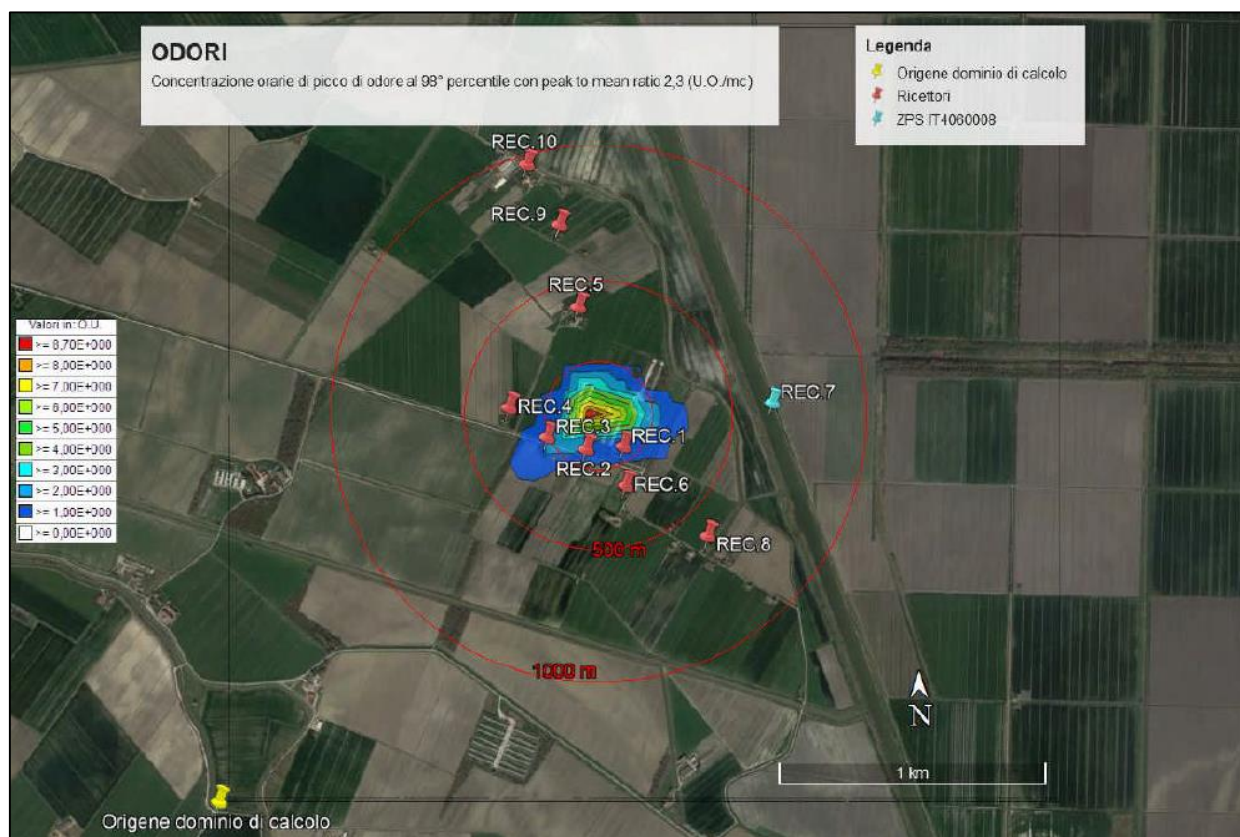 ODORI
Concentrazione orarie di picco di odore al 98° percentile con peak to mean ratio 2,3 (U.O./mc)
Legenda
Origene dominio di calcolo
Ricettori
ZPS IT4060008
REC.10
REC.9
REC.5
REC.7
REC.4
REC.3
REC.1
REC.2
REC.6
REC.8
500 m
1000 m
Valori in: O.U.
>= 8,70E+000
>= 8,00E+000
>= 7,00E+000
>= 6,00E+000
>= 5,00E+000
>= 4,00E+000
>= 3,00E+000
>= 2,00E+000
>= 1,00E+000
>= 0,00E+000
N
1 km
Origene dominio di calcolo